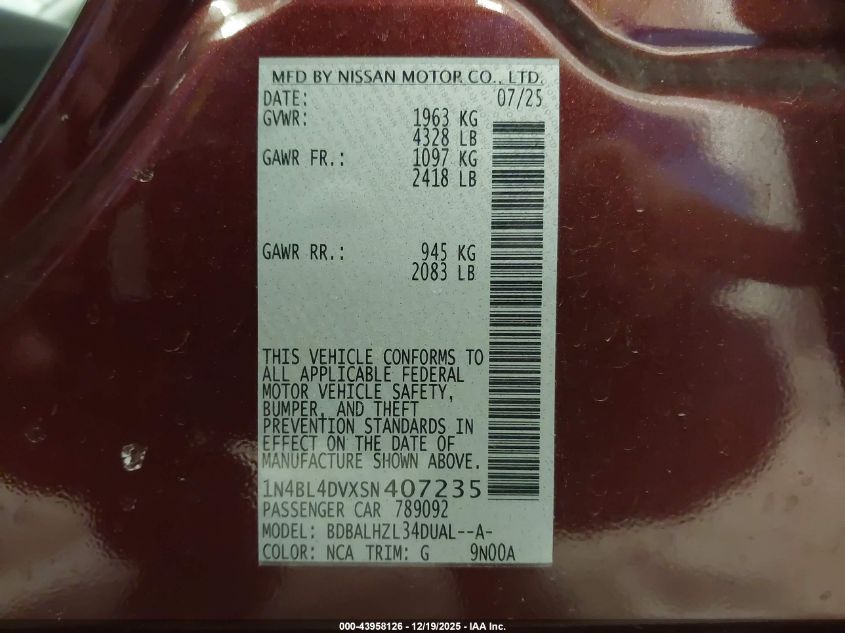 MFD BY NISSAN MOTOR CO., LTD.
DATE: 07/25
GVWR: 1963 KG
4328 LB
GAWR FR.: 1097 KG
2418 LB
GAWR RR.: 945 KG
2083 LB
THIS VEHICLE CONFORMS TO
ALL APPLICABLE FEDERAL
MOTOR VEHICLE SAFETY,
BUMPER, AND THEFT
PREVENTION STANDARDS IN
EFFECT ON THE DATE OF
MANUFACTURE SHOWN ABOVE.
1N4BL4DVXSN407235
PASSENGER CAR 789092
MODEL: BDBALHZL34DUAL--A-
COLOR: NCA TRIM: G 9N00A
000-43958126 - 12/19/2025 - IAA Inc.